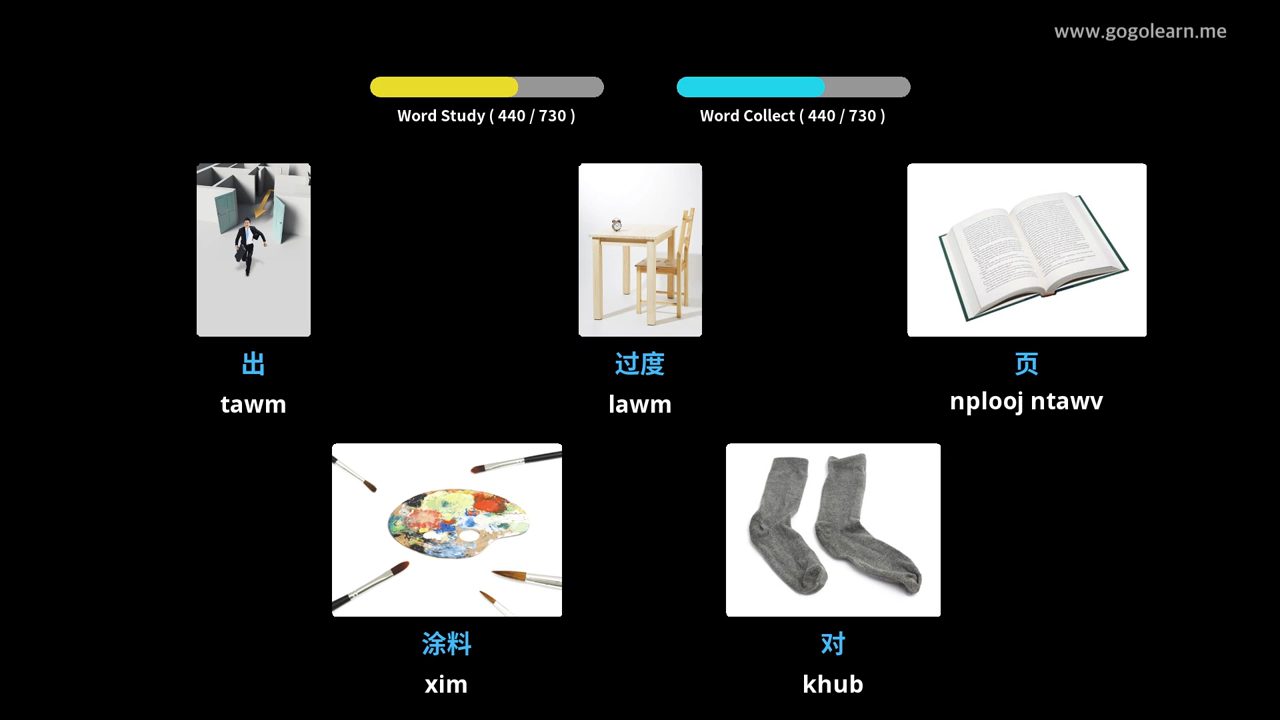 www.gogolearn.me
Word Study ( 440 / 730 )
Word Collect ( 440 / 730 )
出
tawm
过度
lawm
页
nplooj ntawv
涂料
xim
对
khub